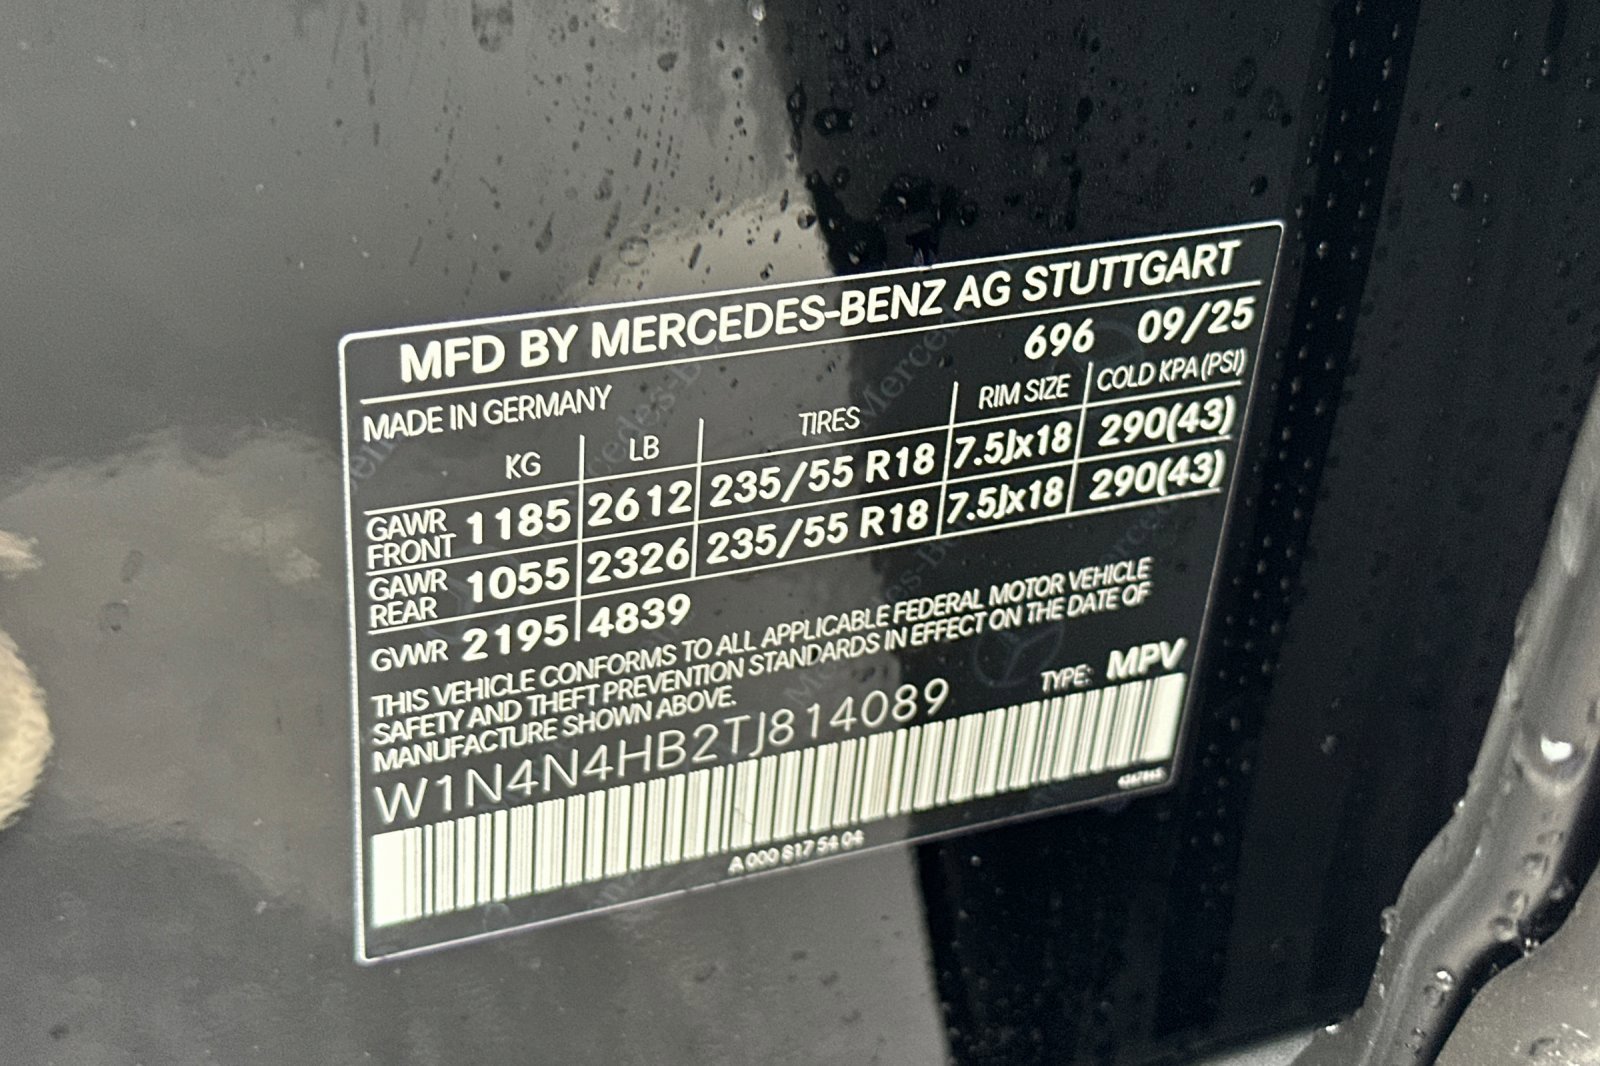 MFD BY MERCEDES-BENZ AG STUTTGART
696 09/25
MADE IN GERMANY
KG LB TIRES RIM SIZE COLD KPA (PSI)
GAWR FRONT 1185 2612 235/55 R18 7.5Jx18 290(43)
GAWR REAR 1055 2326 235/55 R18 7.5Jx18 290(43)
GVWR 2195 4839
THIS VEHICLE CONFORMS TO ALL APPLICABLE FEDERAL MOTOR VEHICLE
SAFETY AND THEFT PREVENTION STANDARDS IN EFFECT ON THE DATE OF
MANUFACTURE SHOWN ABOVE.
TYPE: MPV
W1N4N4HB2TJ814089
A 000 817 54 04